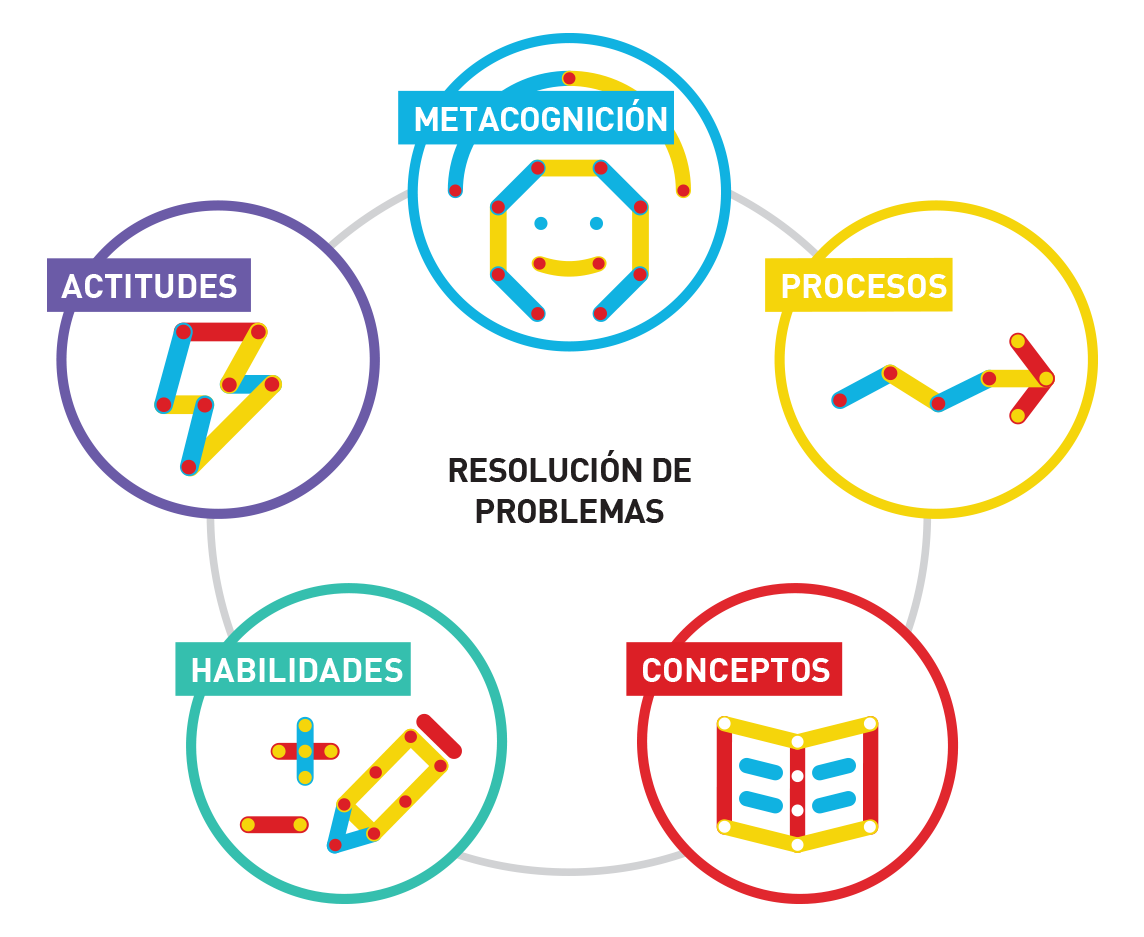 METACOGNICIÓN
ACTITUDES
PROCESOS
RESOLUCIÓN DE
PROBLEMAS
HABILIDADES
CONCEPTOS